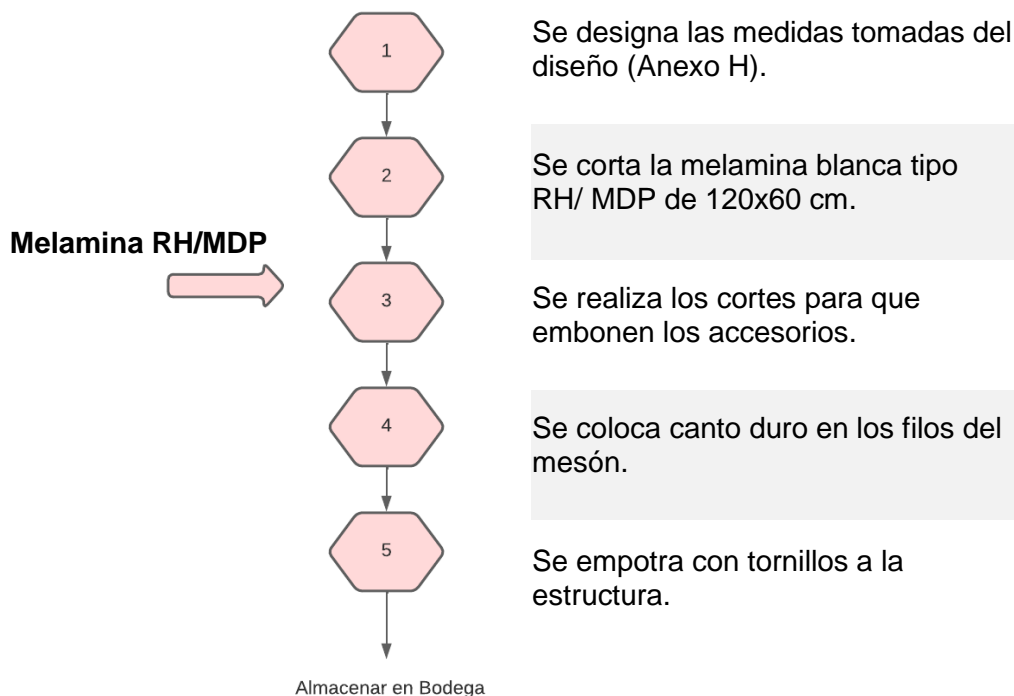 1
Se designa las medidas tomadas del
diseño (Anexo H).
2
Se corta la melamina blanca tipo
RH/ MDP de 120x60 cm.
Melamina RH/MDP
3
Se realiza los cortes para que
embonen los accesorios.
4
Se coloca canto duro en los filos del
mesón.
5
Se empotra con tornillos a la
estructura.
Almacenar en Bodega